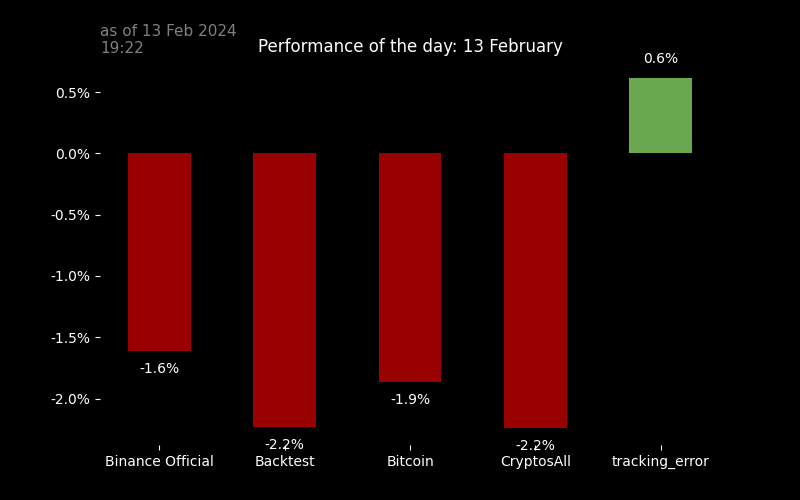 as of 13 Feb 2024
19:22
Performance of the day: 13 February
0.6%
0.5%
0.0%
-0.5%
-1.0%
-1.5%
-2.0%
-1.6%
-2.2%
-1.9%
-2.2%
Binance Official
Backtest
Bitcoin
CryptosAll
tracking_error